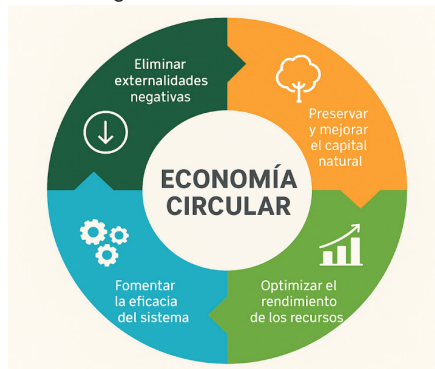 Eliminar
externalidades
negativas
Preservar
y mejorar
el capital
natural
ECONOMÍA
CIRCULAR
Fomentar
la eficacia
del sistema
Optimizar el
rendimiento
de los recursos